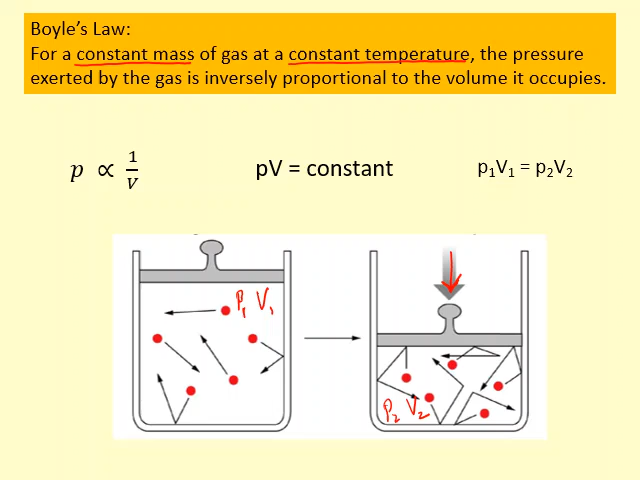 Boyle's Law:
For a constant mass of gas at a constant temperature, the pressure
exerted by the gas is inversely proportional to the volume it occupies.
p ∝ 1/V
pV = constant
p₁V₁ = p₂V₂
P₁ V₁
P₂ V₂